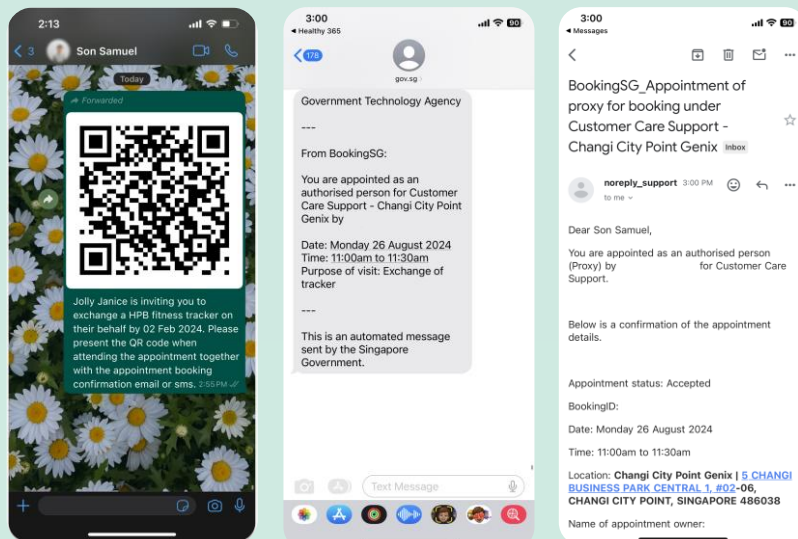 2:13
3
Son Samuel
Today
Forwarded
Jolly Janice is inviting you to
exchange a HPB fitness tracker on
their behalf by 02 Feb 2024. Please
present the QR code when
attending the appointment together
with the appointment booking
confirmation email or sms. 2:55 PM
3:00
Healthy 365
90
178
gov.sg
Government Technology Agency
---
From BookingSG:
You are appointed as an
authorised person for Customer
Care Support - Changi City Point
Genix by
Date: Monday 26 August 2024
Time: 11:00am to 11:30am
Purpose of visit: Exchange of
tracker
---
This is an automated message
sent by the Singapore
Government.
Text Message
3:00
Messages
90
BookingSG_Appointment of
proxy for booking under
Customer Care Support -
Changi City Point Genix Inbox
noreply_support 3:00 PM
to me
Dear Son Samuel,
You are appointed as an authorised person
(Proxy) by for Customer Care
Support.
Below is a confirmation of the appointment
details.
Appointment status: Accepted
BookingID:
Date: Monday 26 August 2024
Time: 11:00am to 11:30am
Location: Changi City Point Genix | 5 CHANGI
BUSINESS PARK CENTRAL 1, #02-06,
CHANGI CITY POINT, SINGAPORE 486038
Name of appointment owner: